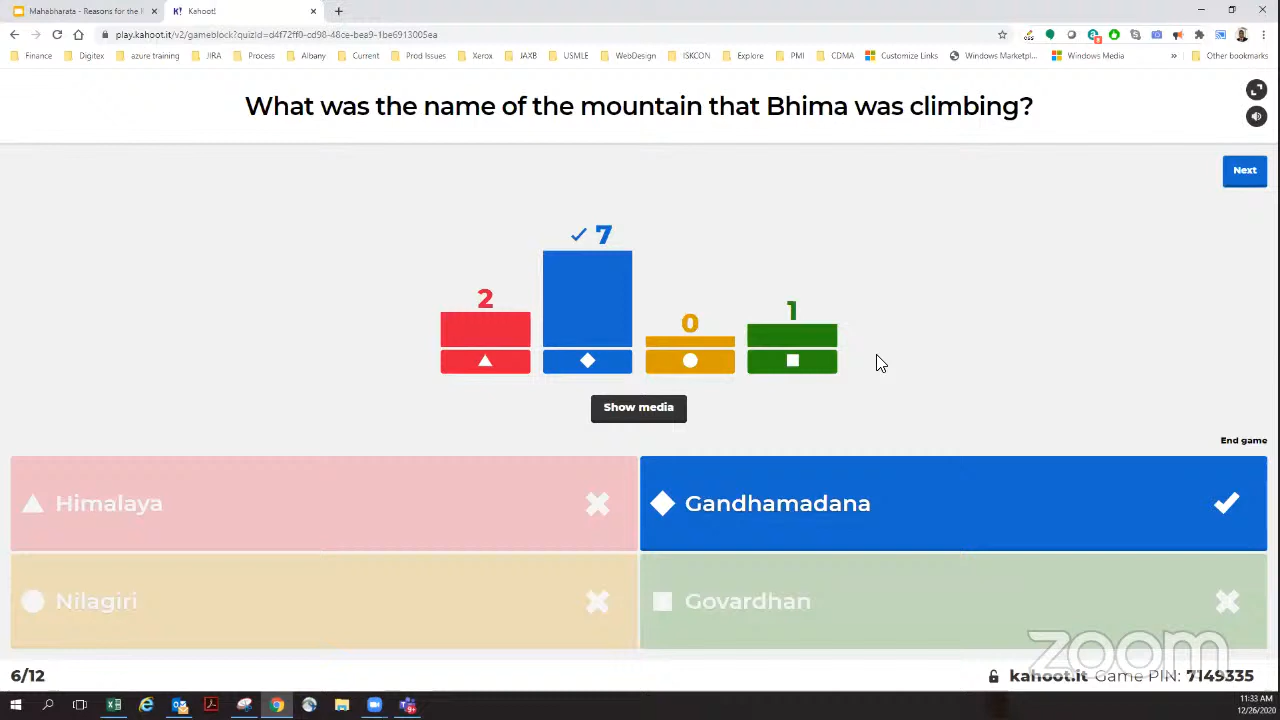 Mahabharata - Reasons for the
Kahoot!
play.kahoot.it/v2/gameblock?quizId=d4f72ff0-cd98-48ce-bea9-1be6913005ea
Finance Digitex azure training JIRA Process Albany current Prod Issues Xerox JAXB USMLE WebDesign ISKCON Explore PMI CDMA Customize Links Windows Marketpl... Windows Media » Other bookmarks
What was the name of the mountain that Bhima was climbing?
Next
2 7 0 1
Show media
End game
Himalaya
Gandhamadana
Nilagiri
Govardhan
zoom
6/12
kahoot.it Game PIN: 7149335
11:33 AM
12/26/2020